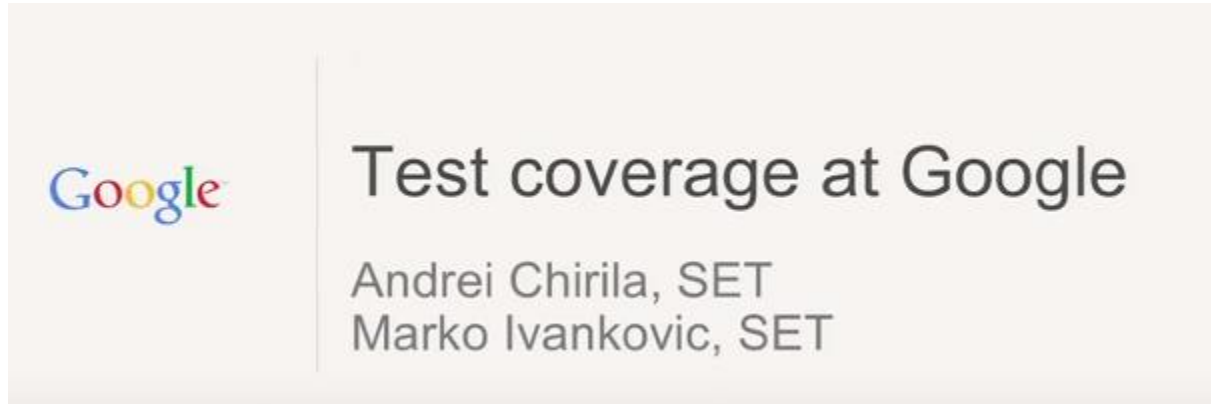 Google
Test coverage at Google
Andrei Chirila, SET
Marko Ivankovic, SET